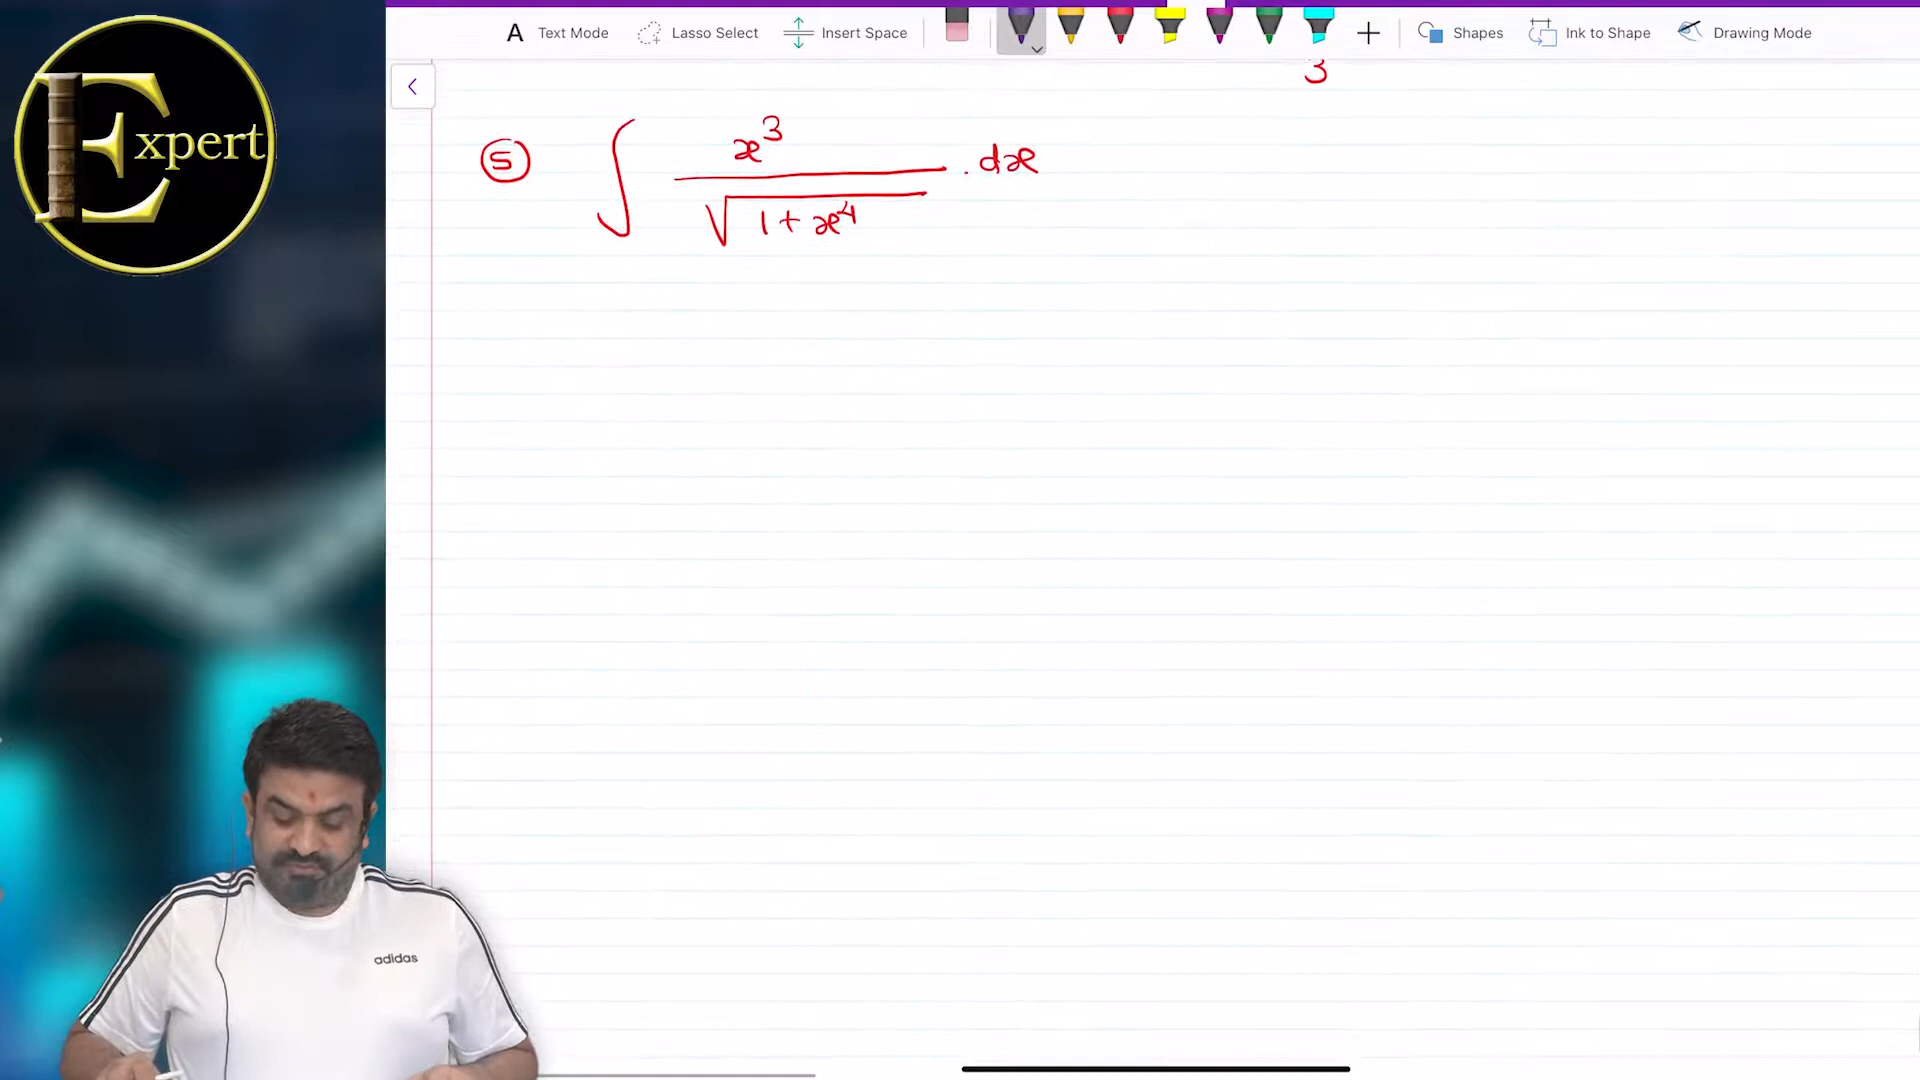 Expert
A Text Mode Lasso Select Insert Space Shapes Ink to Shape Drawing Mode
3
⑤ ∫ x³ / √(1 + x⁴) . dx
adidas